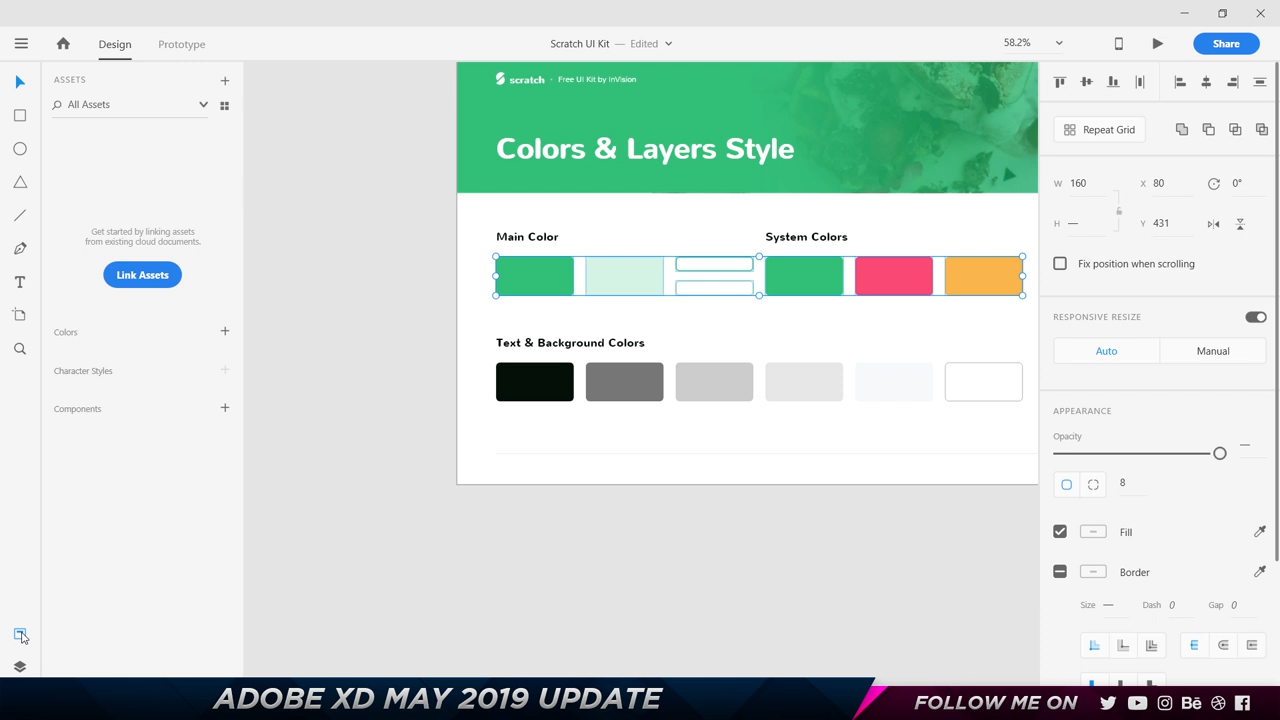 Design
Prototype
Scratch UI Kit — Edited
58.2%
Share
ASSETS
All Assets
Get started by linking assets
from existing cloud documents.
Link Assets
Colors
Character Styles
Components
scratch · Free UI Kit by InVision
Colors & Layers Style
Main Color
System Colors
Text & Background Colors
Repeat Grid
W 160
X 80
0°
H —
Y 431
Fix position when scrolling
RESPONSIVE RESIZE
Auto
Manual
APPEARANCE
Opacity
—
8
Fill
Border
Size —
Dash 0
Gap 0
ADOBE XD MAY 2019 UPDATE
FOLLOW ME ON